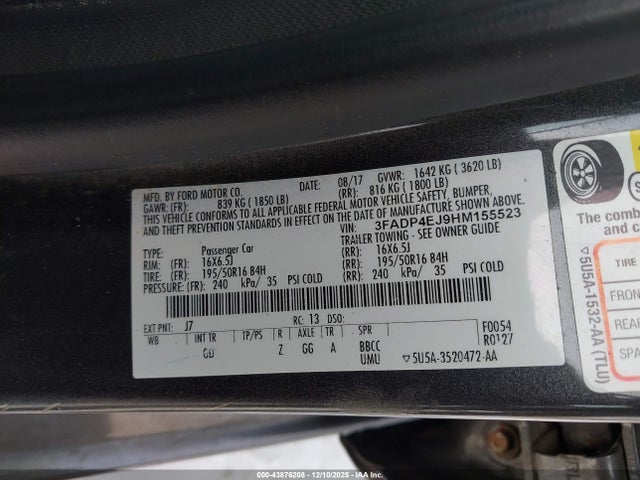 MFD. BY FORD MOTOR CO.
DATE: 08/17 GVWR: 1642 KG ( 3620 LB)
GAWR: (FR): 839 KG ( 1850 LB) (RR): 816 KG ( 1800 LB)
THIS VEHICLE CONFORMS TO ALL APPLICABLE FEDERAL MOTOR VEHICLE SAFETY, BUMPER,
AND THEFT PREVENTION STANDARDS IN EFFECT ON THE DATE OF MANUFACTURE SHOWN ABOVE.
VIN: 3FADP4EJ9HM155523
TYPE: Passenger Car TRAILER TOWING - SEE OWNER GUIDE
RIM: (FR): 16X6.5J (RR): 16X6.5J
TIRE: (FR): 195/50R16 84H (RR): 195/50R16 84H
PRESSURE: (FR): 240 kPa/ 35 PSI COLD (RR): 240 kPa/ 35 PSI COLD
EXT PNT: J7 RC: 13 DSO: F0054
WB INT TR TP/PS R AXLE TR SPR R0127
GD Z GG A BBCC
UMU ▽5U5A-3520472-AA
The comb
TIRE
FRON
REAR
SPA
▽5U5A-1532-AA (TLU)
000-43876208 - 12/10/2025 - IAAI.COM